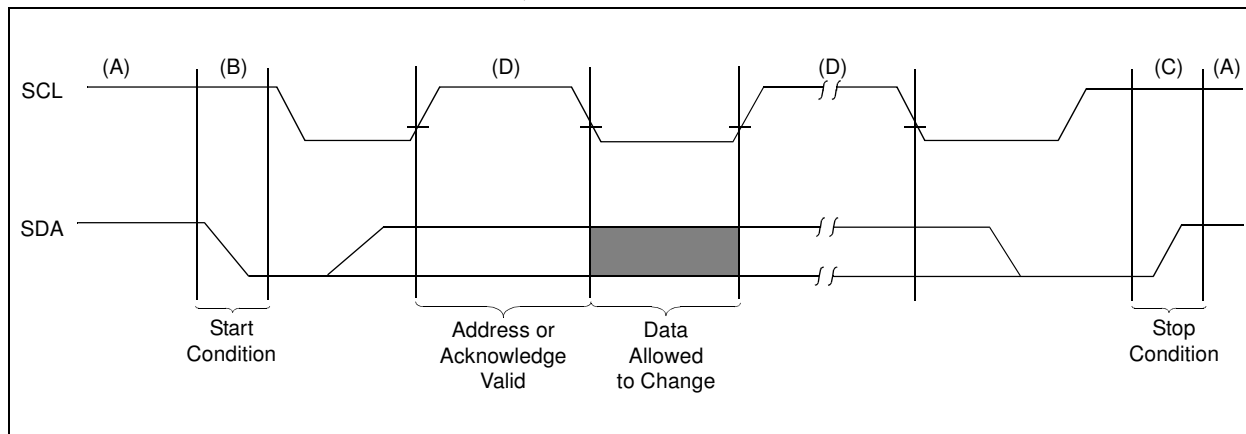 (A) (B) (D) (D) (C) (A)
SCL
SDA
Start
Condition
Address or
Acknowledge
Valid
Data
Allowed
to Change
Stop
Condition